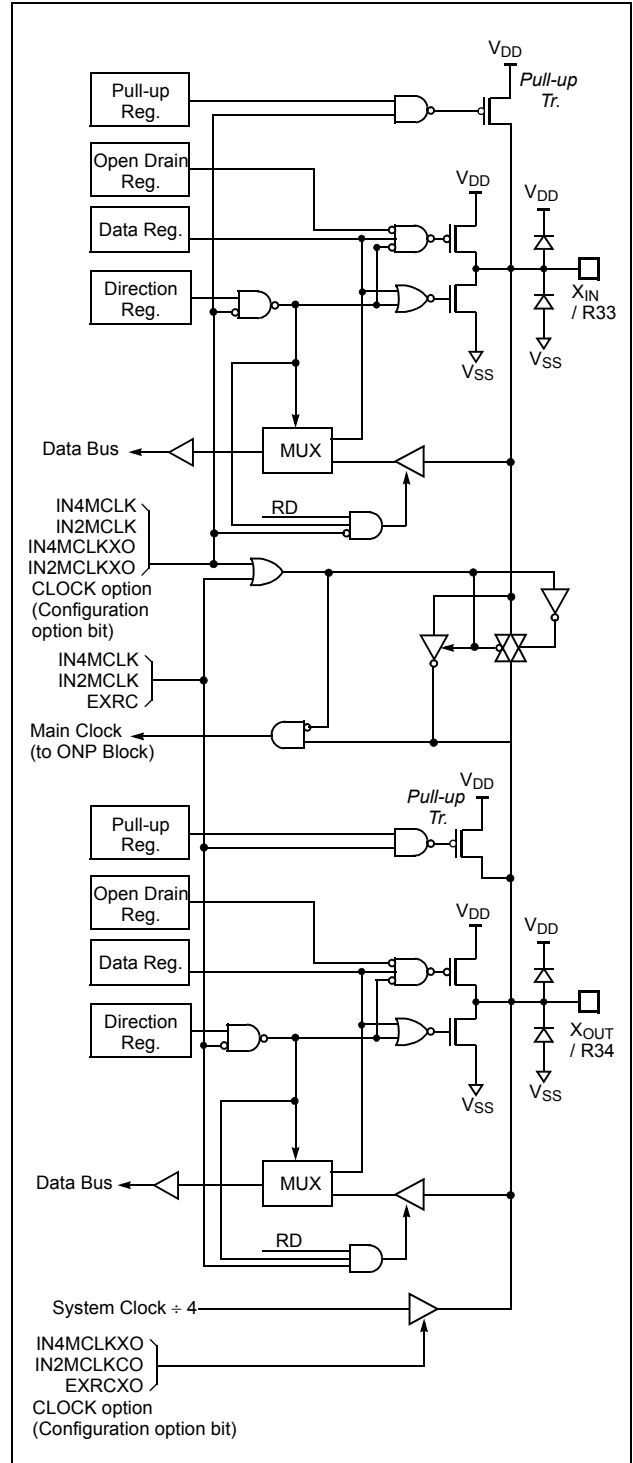 VDD
Pull-up
Tr.
Pull-up
Reg.
Open Drain
Reg.
VDD
VDD
Data Reg.
Direction
Reg.
XIN
/ R33
VSS
VSS
Data Bus
MUX
RD
IN4MCLK
IN2MCLK
IN4MCLKXO
IN2MCLKXO
CLOCK option
(Configuration
option bit)
IN4MCLK
IN2MCLK
EXRC
Main Clock
(to ONP Block)
VDD
Pull-up
Tr.
Pull-up
Reg.
Open Drain
Reg.
VDD
VDD
Data Reg.
Direction
Reg.
XOUT
/ R34
VSS
VSS
Data Bus
MUX
RD
System Clock ÷ 4
IN4MCLKXO
IN2MCLKCO
EXRCXO
CLOCK option
(Configuration option bit)